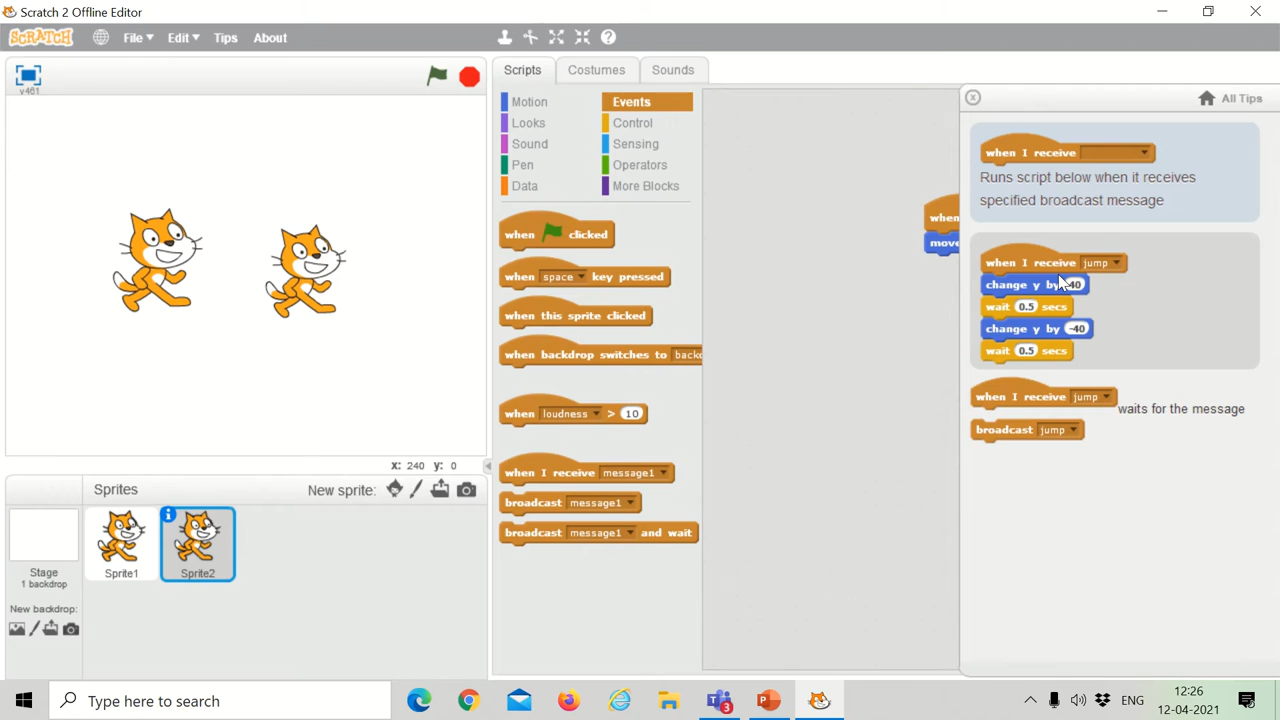 Scratch 2 Offline Editor
SCRATCH File Edit Tips About
v461
Scripts Costumes Sounds
Motion Events
Looks Control
Sound Sensing
Pen Operators
Data More Blocks
when clicked
when space key pressed
when this sprite clicked
when backdrop switches to
when loudness > 10
when I receive message1
broadcast message1
broadcast message1 and wait
when
move
All Tips
when I receive
Runs script below when it receives
specified broadcast message
when I receive jump
change y by 40
wait 0.5 secs
change y by -40
wait 0.5 secs
when I receive jump
waits for the message
broadcast jump
x: 240 y: 0
Sprites New sprite:
Stage
1 backdrop
New backdrop:
Sprite1
Sprite2
Type here to search
3
ENG
12:26
12-04-2021